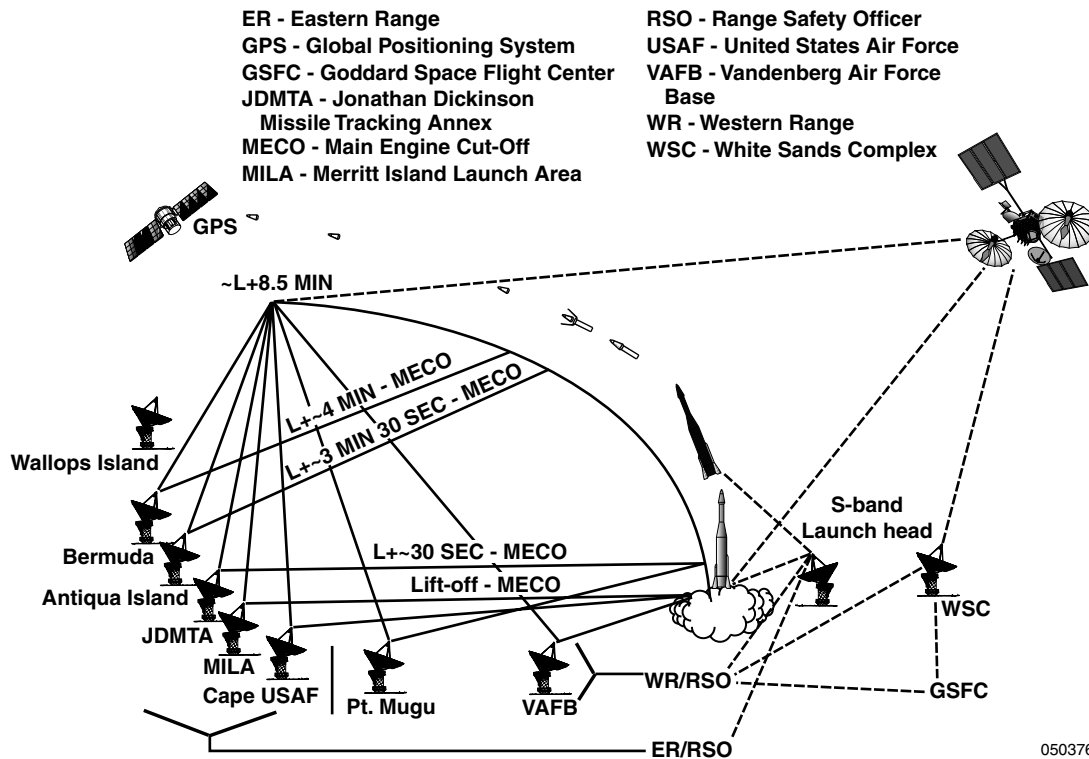 ER - Eastern Range
GPS - Global Positioning System
GSFC - Goddard Space Flight Center
JDMTA - Jonathan Dickinson
Missile Tracking Annex
MECO - Main Engine Cut-Off
MILA - Merritt Island Launch Area
RSO - Range Safety Officer
USAF - United States Air Force
VAFB - Vandenberg Air Force
Base
WR - Western Range
WSC - White Sands Complex
GPS
~L+8.5 MIN
L+~4 MIN - MECO
L+~3 MIN 30 SEC - MECO
Wallops Island
S-band
Launch head
Bermuda
L+~30 SEC - MECO
Lift-off - MECO
Antiqua Island
WSC
JDMTA
MILA
Cape USAF
Pt. Mugu
VAFB
WR/RSO
GSFC
ER/RSO
050376